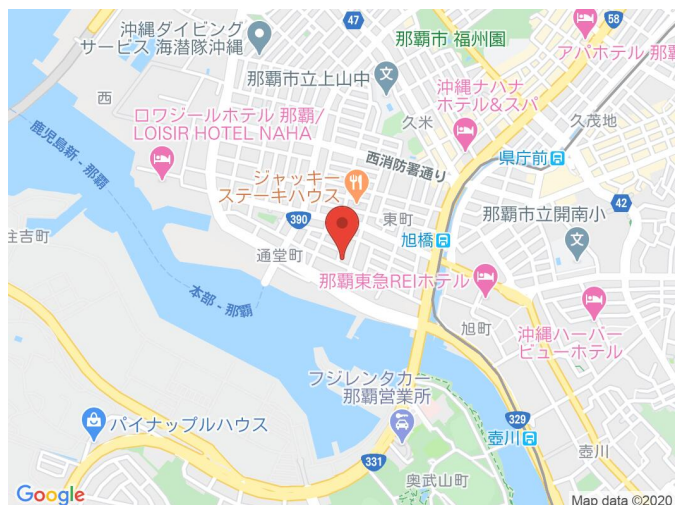 沖縄ダイビング
サービス 海潜隊沖縄
47
那覇市 福州園
58
アパホテル 那覇
那覇市立上山中
西
久米
沖縄ナハナ
ホテル&スパ
久茂地
ロワジールホテル 那覇/
LOISIR HOTEL NAHA
西消防署通り
県庁前
鹿児島新 - 那覇
ジャッキー
ステーキハウス
390
東町
42
那覇市立開南小
住吉町
通堂町
旭橋
本部 - 那覇
那覇東急REIホテル
旭町
沖縄ハーバー
ビューホテル
フジレンタカー
那覇営業所
パイナップルハウス
329
壺川
壺川
331
奥武山町
Google
Map data ©2020